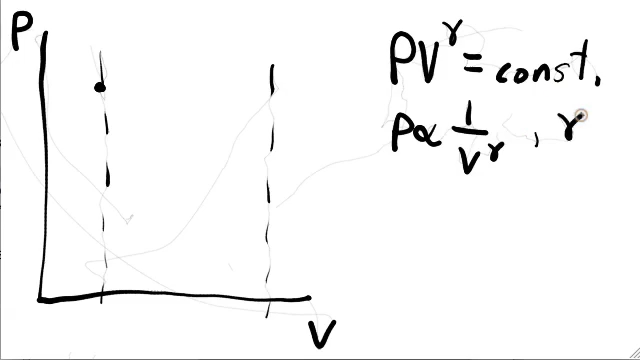 P
PV^γ = const.
P∝ 1/V^γ , γ
V